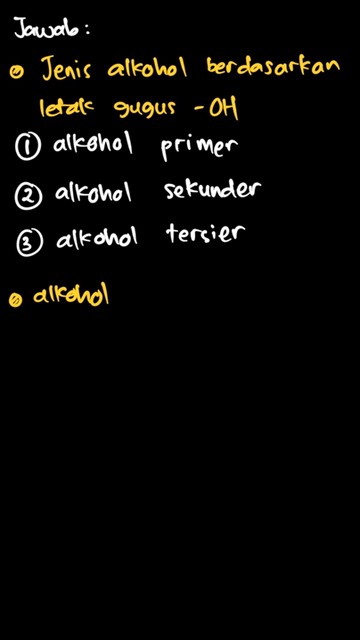 Jawab :
Jenis alkohol berdasarkan
letak gugus -OH
① alkohol primer
② alkohol sekunder
③ alkohol tersier
alkohol